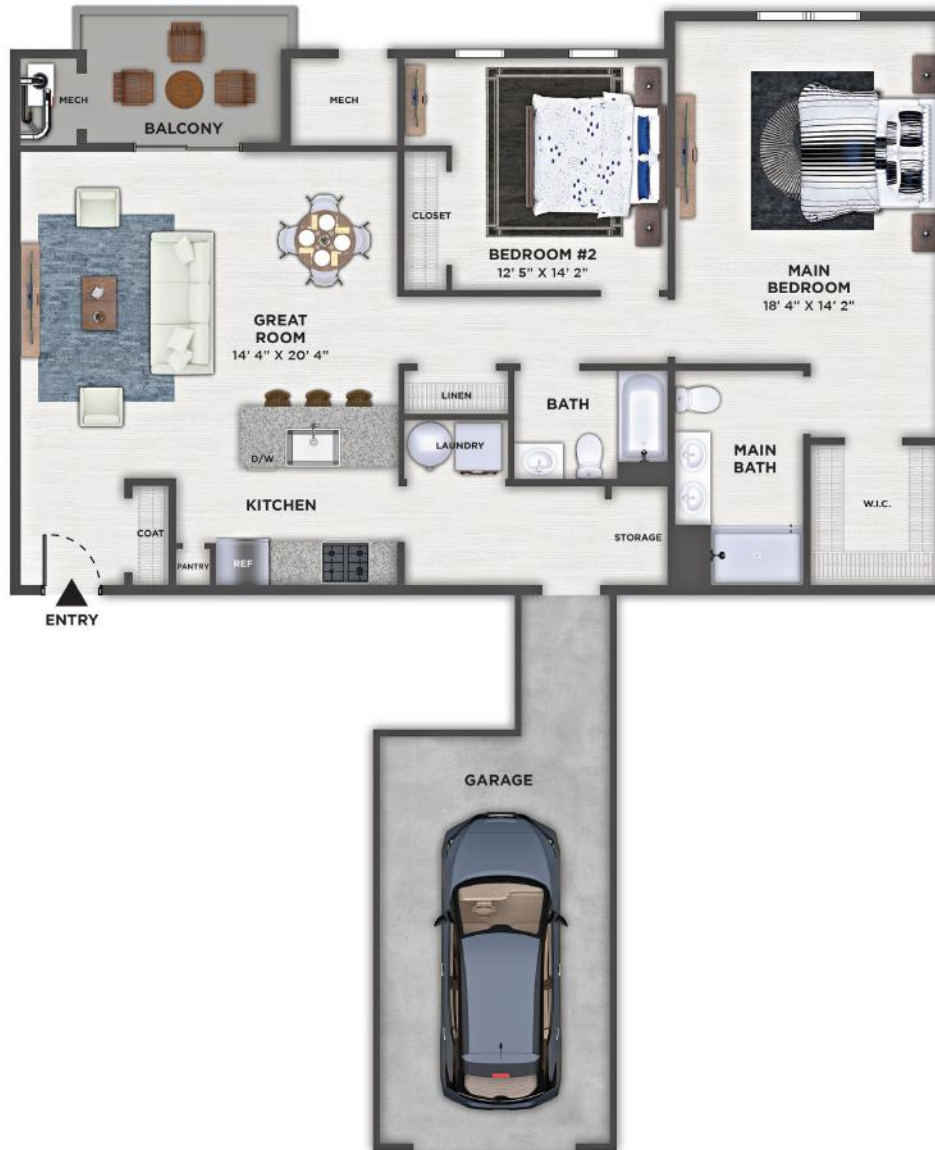 MECH
BALCONY
MECH
CLOSET
BEDROOM #2
12' 5" X 14' 2"
MAIN
BEDROOM
18' 4" X 14' 2"
GREAT
ROOM
14' 4" X 20' 4"
LINEN
BATH
LAUNDRY
D/W
MAIN
BATH
KITCHEN
W.I.C.
COAT
STORAGE
PANTRY
REF
ENTRY
GARAGE